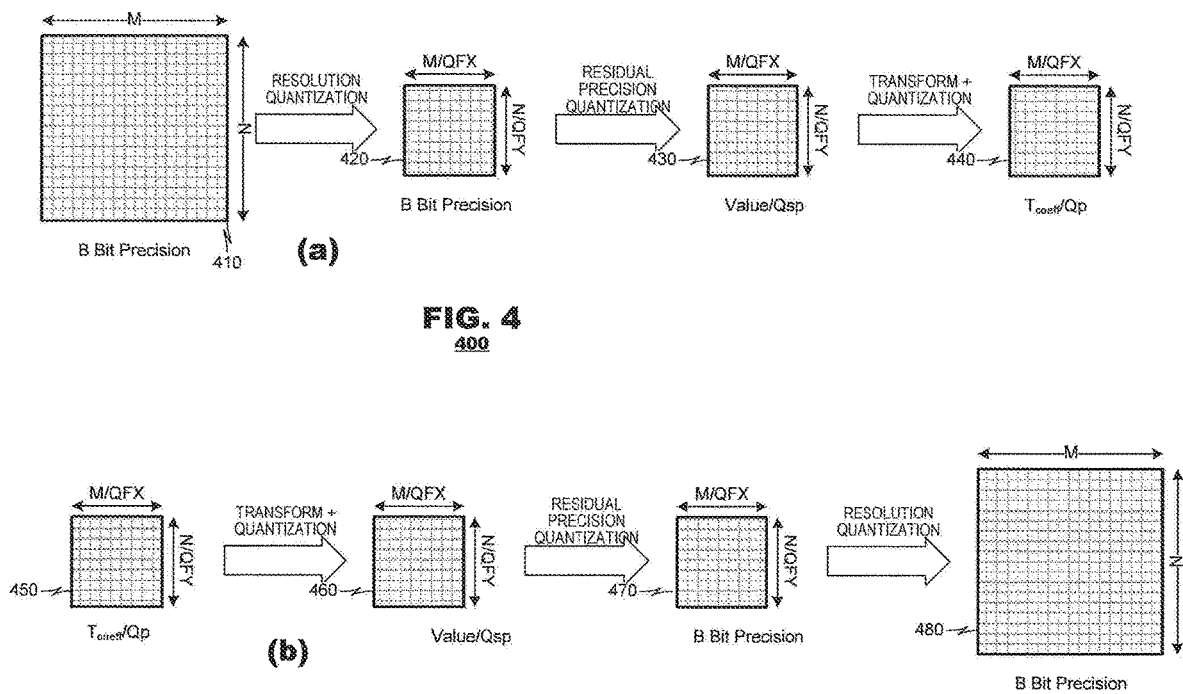 M
N
B Bit Precision
410
RESOLUTION
QUANTIZATION
M/QFX
N/QFY
420
B Bit Precision
RESIDUAL
PRECISION
QUANTIZATION
M/QFX
N/QFY
430
Value/Qsp
TRANSFORM +
QUANTIZATION
M/QFX
N/QFY
440
Tcoeff/Qp
(a)
FIG. 4
400
M/QFX
N/QFY
450
Tcoeff/Qp
TRANSFORM +
QUANTIZATION
M/QFX
N/QFY
460
Value/Qsp
RESIDUAL
PRECISION
QUANTIZATION
M/QFX
N/QFY
470
B Bit Precision
RESOLUTION
QUANTIZATION
M
N
480
B Bit Precision
(b)